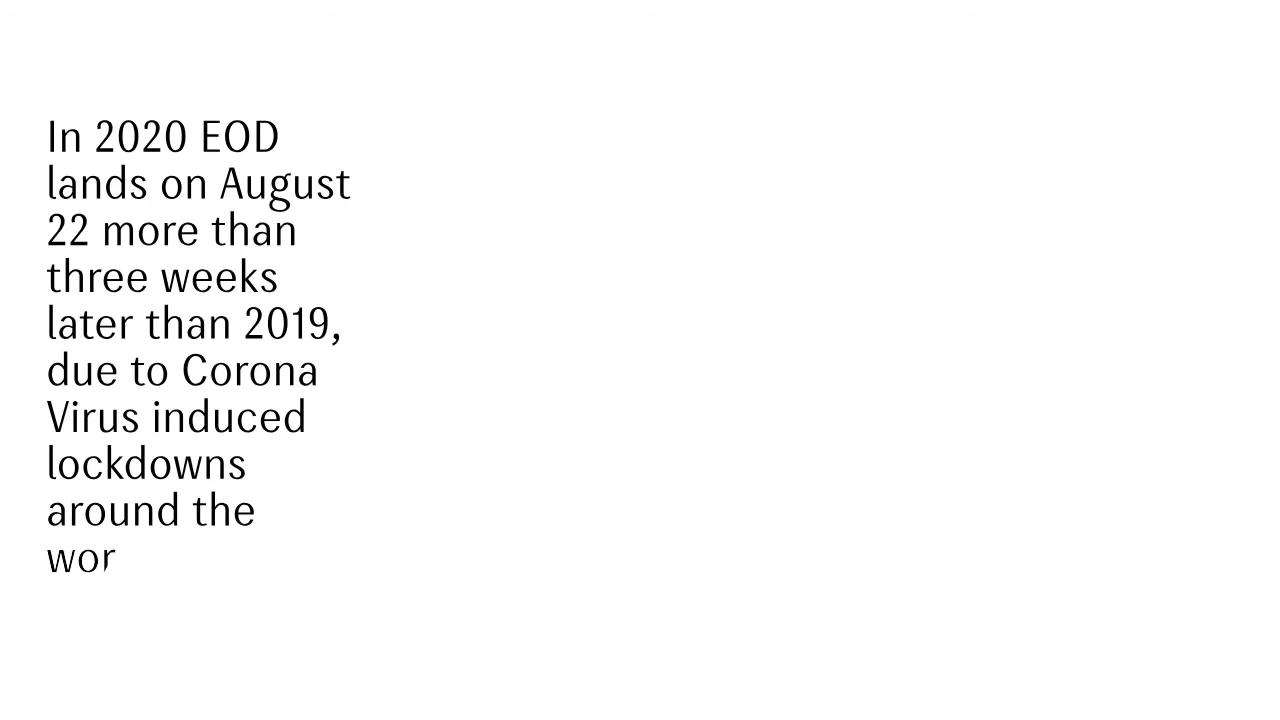 In 2020 EOD
lands on August
22 more than
three weeks
later than 2019,
due to Corona
Virus induced
lockdowns
around the
wor